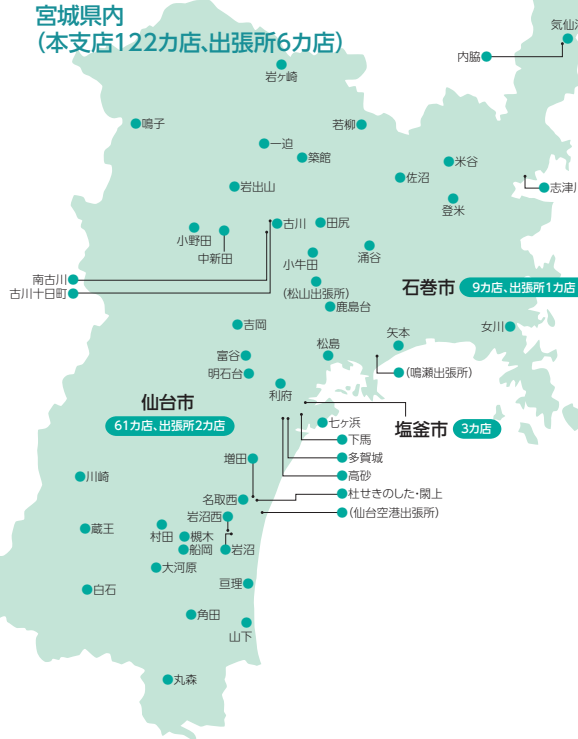 宮城県内
(本支店122カ店、出張所6カ店)
気仙
内脇
岩ヶ崎
鳴子
若柳
一迫
築館
米谷
佐沼
岩出山
志津川
登米
古川
田尻
小野田
中新田
涌谷
小牛田
南古川
古川十日町
(松山出張所)
石巻市
9カ店、出張所1カ店
鹿島台
吉岡
女川
矢本
松島
富谷
明石台
(鳴瀬出張所)
利府
仙台市
61カ店、出張所2カ店
七ヶ浜
塩釜市
3カ店
下馬
多賀城
増田
高砂
川崎
杜せきのした・閖上
名取西
(仙台空港出張所)
岩沼西
蔵王
村田
槻木
船岡
岩沼
大河原
亘理
白石
角田
山下
丸森